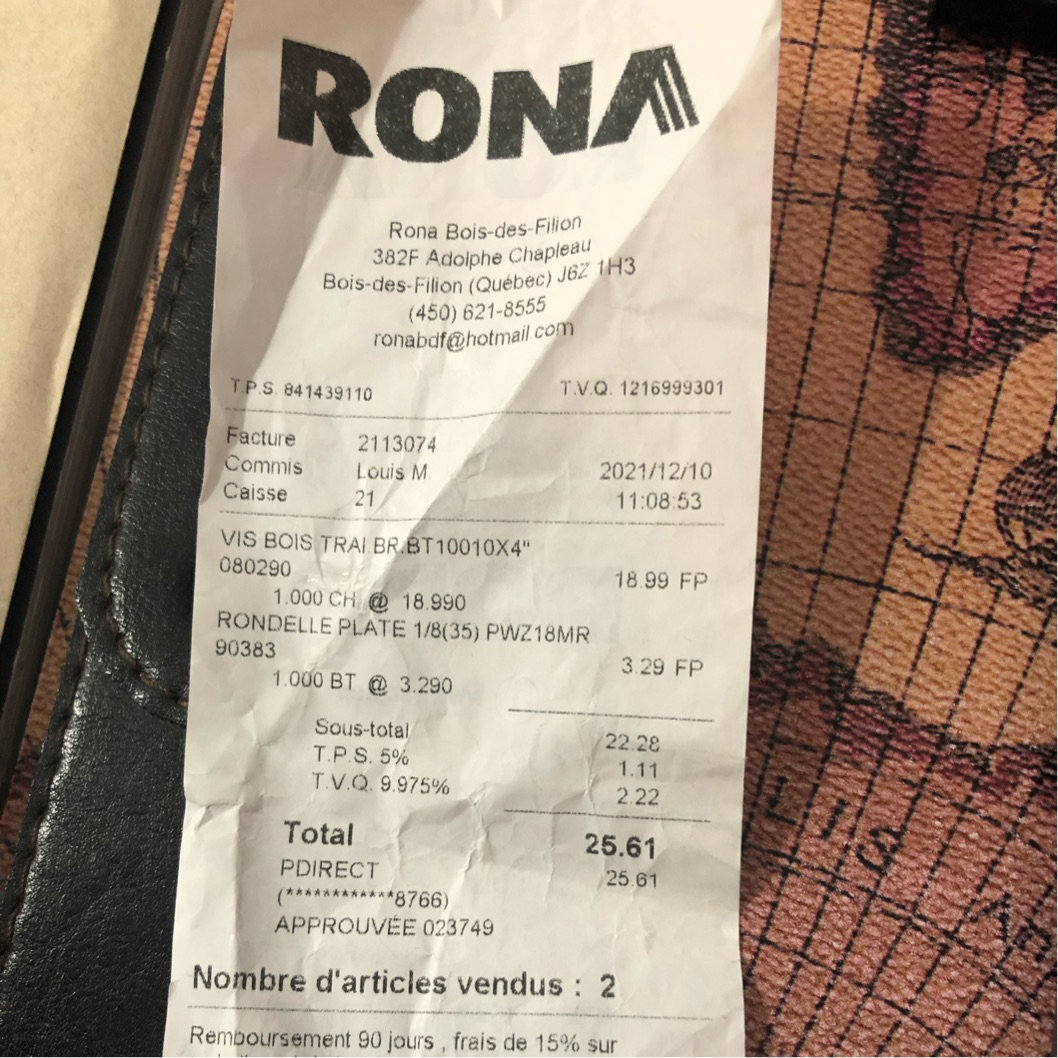 RONA
Rona Bois-des-Filion
382F Adolphe Chapleau
Bois-des-Filion (Québec) J6Z 1H3
(450) 621-8555
ronabdf@hotmail.com
T.P.S. 841439110 T.V.Q. 1216999301
Facture 2113074
Commis Louis M. 2021/12/10
Caisse 21 11:08:53
VIS BOIS TRAI.BR.BT10010X4"
080290 18.99 FP
1.000 CH @ 18.990
RONDELLE PLATE 1/8(35) PWZ18MR
90383 3.29 FP
1.000 BT @ 3.290
Sous-total 22.28
T.P.S. 5% 1.11
T.V.Q. 9.975% 2.22
Total 25.61
PDIRECT 25.61
(************8766)
APPROUVÉE 023749
Nombre d'articles vendus : 2
Remboursement 90 jours , frais de 15% sur